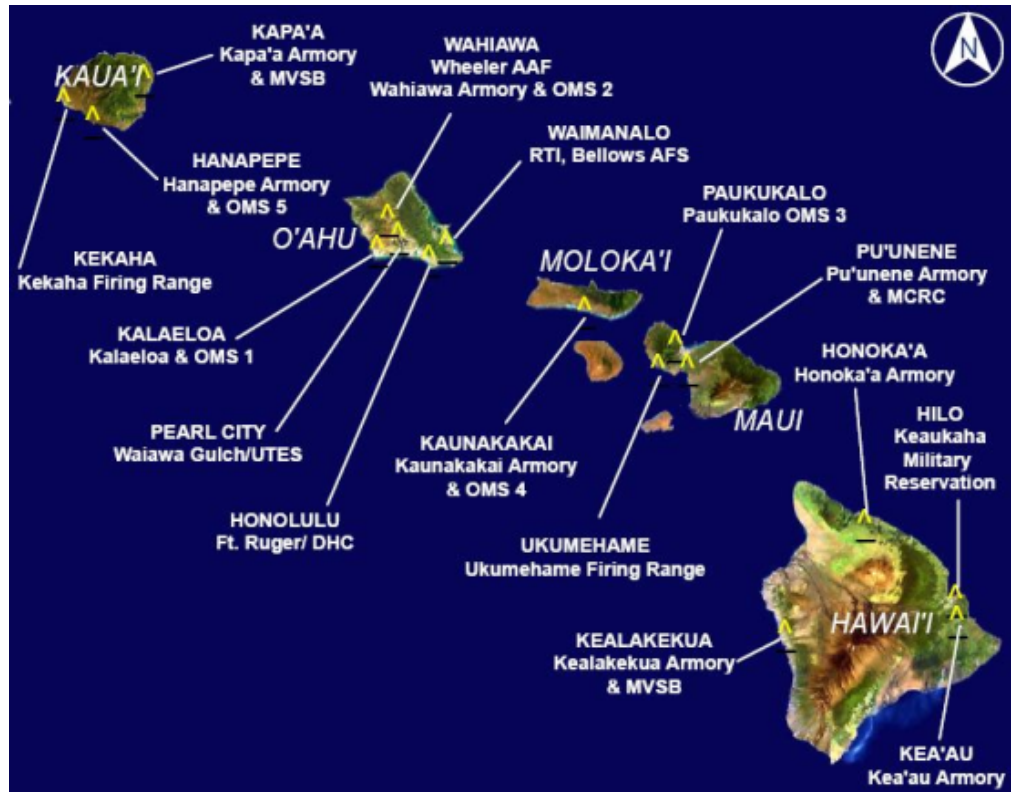 N
KAUA'I
KAPA'A
Kapa'a Armory
& MVSB
HANAPEPE
Hanapepe Armory
& OMS 5
KEKAHA
Kekaha Firing Range
WAHIAWA
Wheeler AAF
Wahiawa Armory & OMS 2
WAIMANALO
RTI, Bellows AFS
O'AHU
KALAELOA
Kalaeloa & OMS 1
PEARL CITY
Waiawa Gulch/UTES
HONOLULU
Ft. Ruger/ DHC
MOLOKA'I
KAUNAKAKAI
Kaunakakai Armory
& OMS 4
PAUKUKALO
Paukukalo OMS 3
PU'UNENE
Pu'unene Armory
& MCRC
MAUI
UKUMEHAME
Ukumehame Firing Range
HONOKA'A
Honoka'a Armory
HILO
Keaukaha
Military
Reservation
HAWAI'I
KEALAKEKUA
Kealakekua Armory
& MVSB
KEA'AU
Kea'au Armory